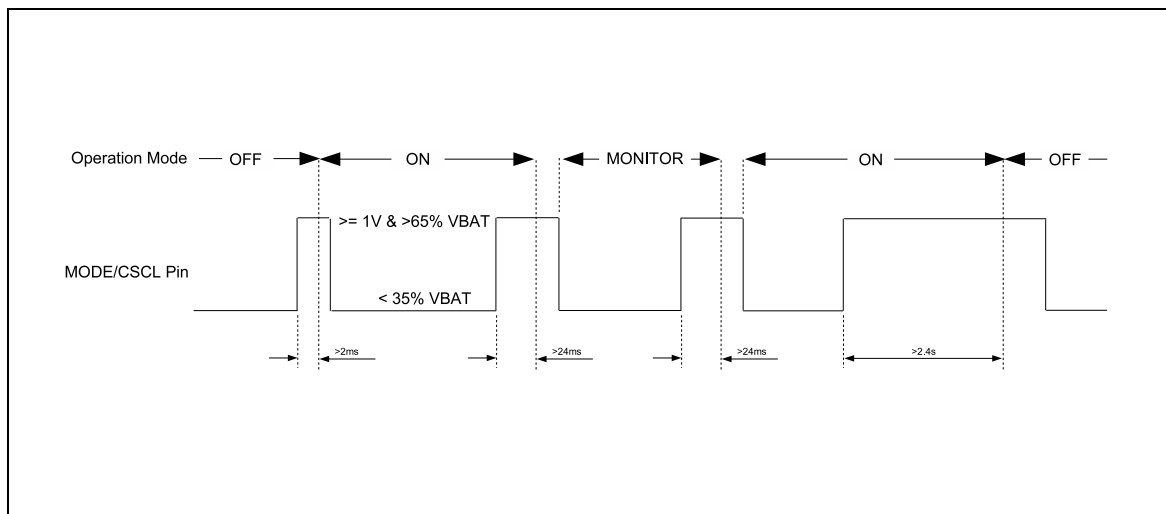 Operation Mode OFF ON MONITOR ON OFF
>= 1V & >65% VBAT
MODE/CSCL Pin
< 35% VBAT
>2ms >24ms >24ms >2.4s